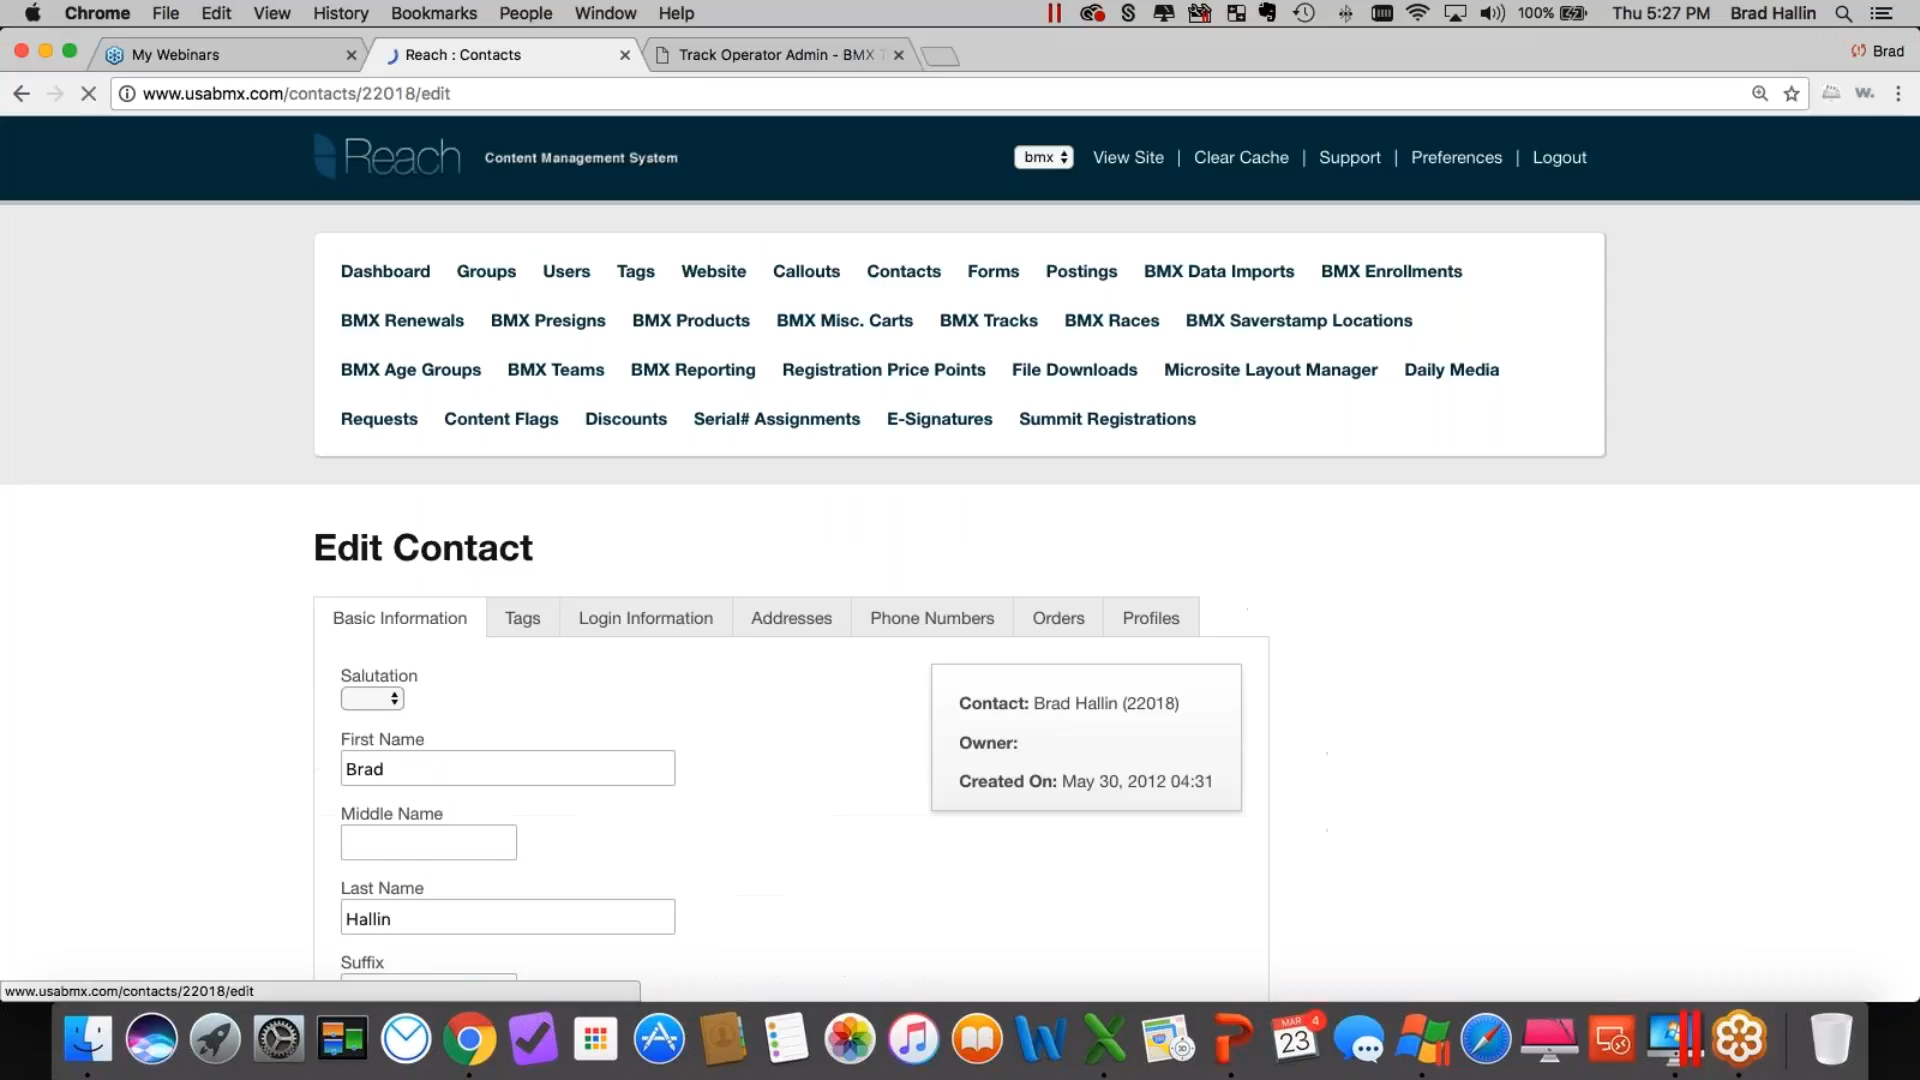 Chrome File Edit View History Bookmarks People Window Help 100% Thu 5:27 PM Brad Hallin
My Webinars Reach : Contacts Track Operator Admin - BMX T Brad
www.usabmx.com/contacts/22018/edit
Reach Content Management System bmx View Site | Clear Cache | Support | Preferences | Logout
Dashboard Groups Users Tags Website Callouts Contacts Forms Postings BMX Data Imports BMX Enrollments
BMX Renewals BMX Presigns BMX Products BMX Misc. Carts BMX Tracks BMX Races BMX Saverstamp Locations
BMX Age Groups BMX Teams BMX Reporting Registration Price Points File Downloads Microsite Layout Manager Daily Media
Requests Content Flags Discounts Serial# Assignments E-Signatures Summit Registrations
Edit Contact
Basic Information Tags Login Information Addresses Phone Numbers Orders Profiles
Salutation
First Name
Brad
Middle Name
Last Name
Hallin
Suffix
Contact: Brad Hallin (22018)
Owner:
Created On: May 30, 2012 04:31
www.usabmx.com/contacts/22018/edit
MAR 4
23